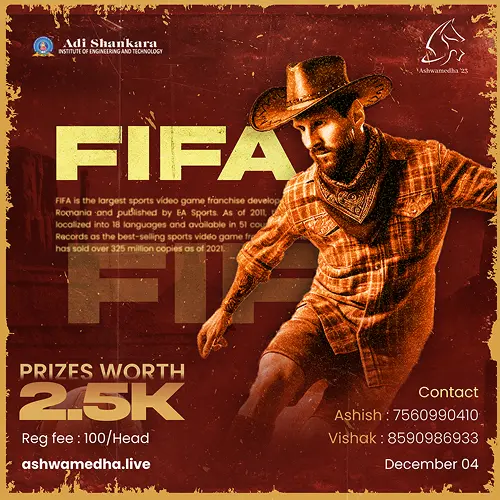 Adi Shankara
INSTITUTE OF ENGINEERING AND TECHNOLOGY
Ashwamedha '23
FIFA
FIFA is the largest sports video game franchise develop
Romania and published by EA Sports. As of 2011,
localized into 18 languages and available in 51 cou
Records as the best-selling sports video game fra
has sold over 325 million copies as of 2021.
FIF
PRIZES WORTH
2.5K
Reg fee : 100/Head
ashwamedha.live
Contact
Ashish : 7560990410
Vishak : 8590986933
December 04